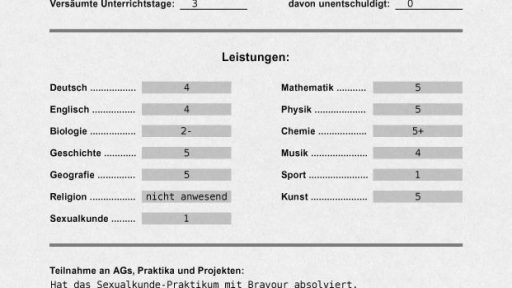 Versäumte Unterrichtstage: 3 davon unentschuldigt: 0
Leistungen:
Deutsch ................ 4 Mathematik ........... 5
Englisch ................ 4 Physik ..................... 5
Biologie ................ 2- Chemie .................. 5+
Geschichte ........... 5 Musik ...................... 4
Geografie .............. 5 Sport ....................... 1
Religion ................ nicht anwesend Kunst ...................... 5
Sexualkunde ......... 1
Teilnahme an AGs, Praktika und Projekten:
Hat das Sexualkunde-Praktikum mit Bravour absolviert.